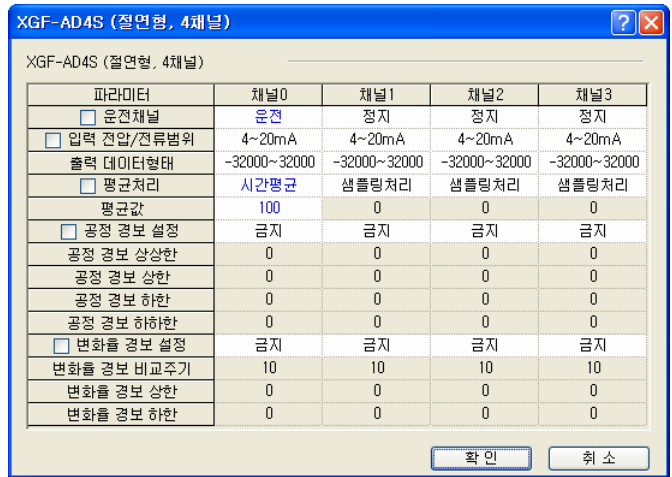 XGF-AD4S (절연형, 4채널)
XGF-AD4S (절연형, 4채널)
파라미터 채널0 채널1 채널2 채널3
운전채널 운전 정지 정지 정지
입력 전압/전류범위 4~20mA 4~20mA 4~20mA 4~20mA
출력 데이터형태 -32000~32000 -32000~32000 -32000~32000 -32000~32000
평균처리 시간평균 샘플링처리 샘플링처리 샘플링처리
평균값 100 0 0 0
공정 경보 설정 금지 금지 금지 금지
공정 경보 상상한 0 0 0 0
공정 경보 상한 0 0 0 0
공정 경보 하한 0 0 0 0
공정 경보 하하한 0 0 0 0
변화율 경보 설정 금지 금지 금지 금지
변화율 경보 비교주기 10 10 10 10
변화율 경보 상한 0 0 0 0
변화율 경보 하한 0 0 0 0
확 인 취 소